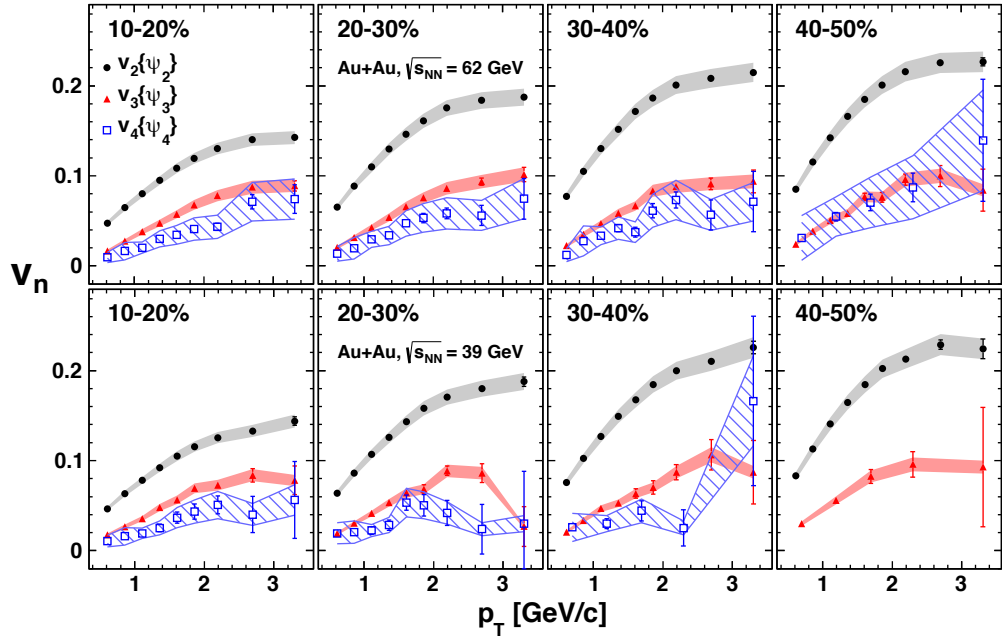 10-20%
20-30%
30-40%
40-50%
v₂{ψ₂}
v₃{ψ₃}
v₄{ψ₄}
Au+Au, √sNN = 62 GeV
0.2
0.1
0
vₙ
10-20%
20-30%
30-40%
40-50%
Au+Au, √sNN = 39 GeV
0.2
0.1
0
1 2 3 1 2 3 1 2 3 1 2 3
pT [GeV/c]